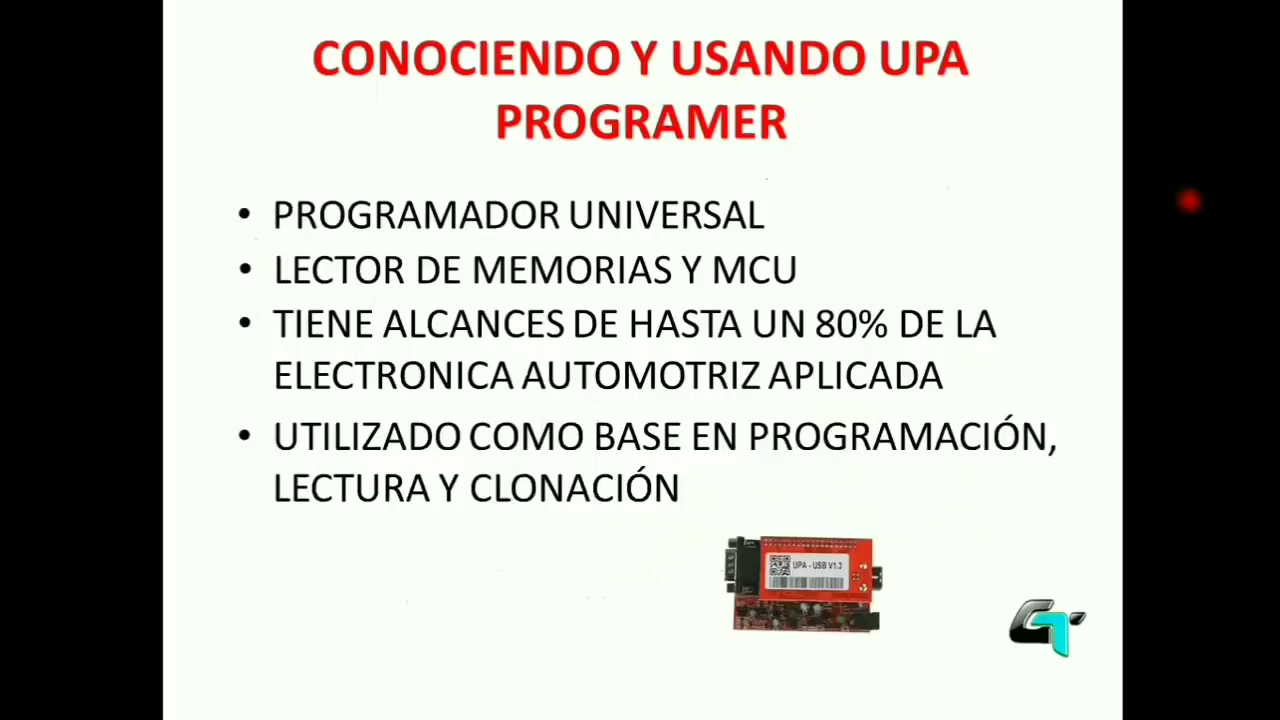 CONOCIENDO Y USANDO UPA
PROGRAMER
• PROGRAMADOR UNIVERSAL
• LECTOR DE MEMORIAS Y MCU
• TIENE ALCANCES DE HASTA UN 80% DE LA
ELECTRONICA AUTOMOTRIZ APLICADA
• UTILIZADO COMO BASE EN PROGRAMACIÓN,
LECTURA Y CLONACIÓN
UPA - USB V1.3
GT